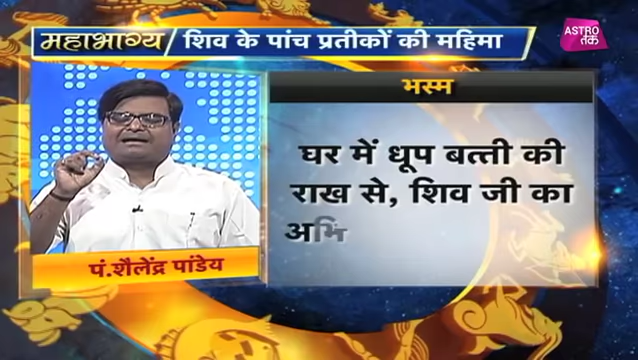 महाभाग्य
शिव के पांच प्रतीकों की महिमा
ASTRO
तक
भस्म
घर में धूप बत्ती की
राख से, शिव जी का
अभि
पं.शैलेंद्र पांडेय